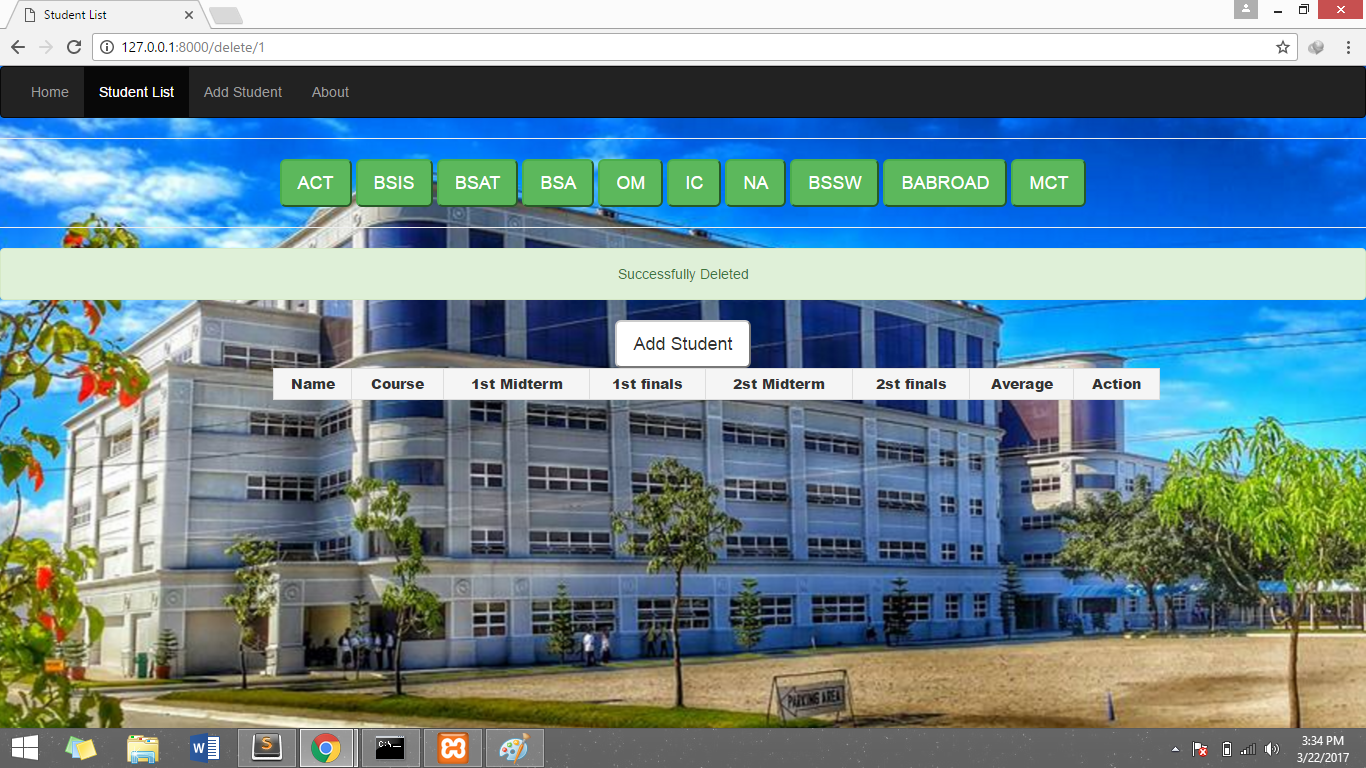 Student List
127.0.0.1:8000/delete/1
Home Student List Add Student About
ACT BSIS BSAT BSA OM IC NA BSSW BABROAD MCT
Successfully Deleted
Add Student
Name Course 1st Midterm 1st finals 2st Midterm 2st finals Average Action
PARKING AREA
C:\_
3:34 PM
3/22/2017